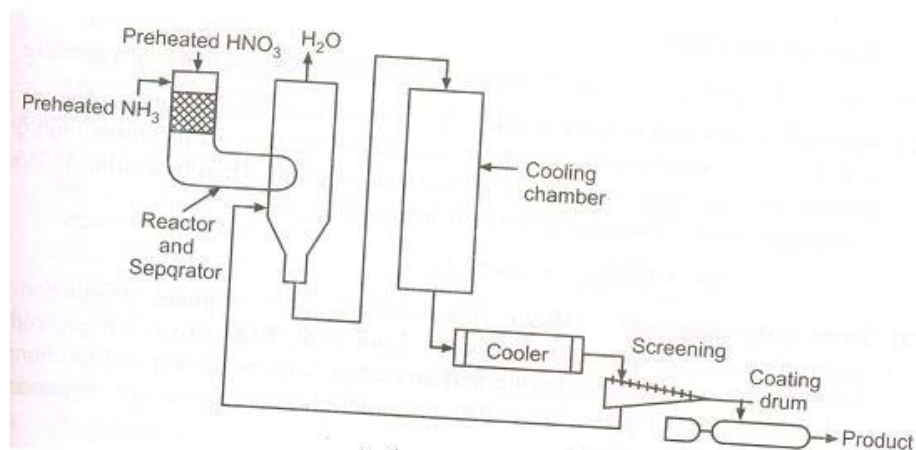 Preheated HNO₃
H₂O
Preheated NH₃
Cooling
chamber
Reactor
and
Sepqrator
Cooler
Screening
Coating
drum
Product